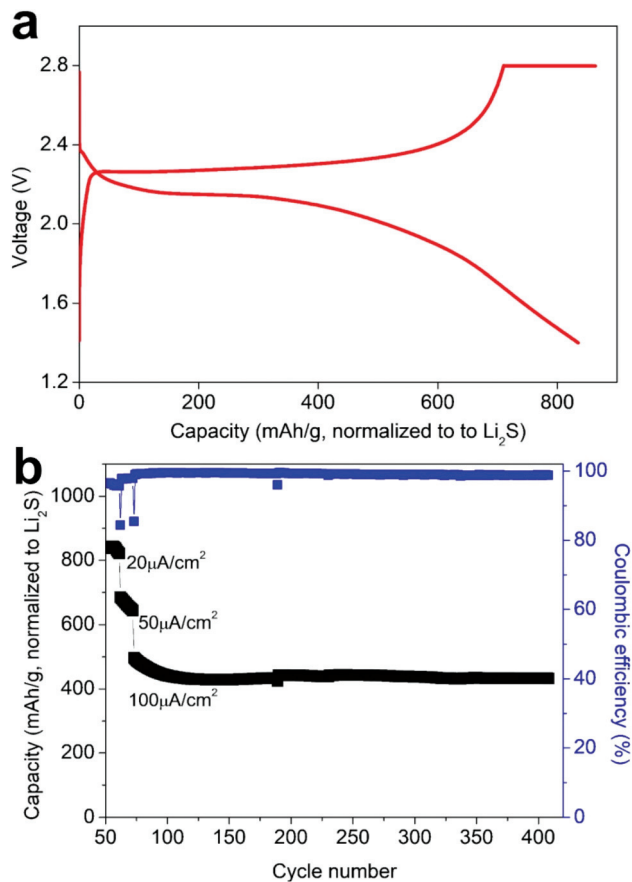 a
2.8
2.4
2.0
1.6
1.2
Voltage (V)
0 200 400 600 800
Capacity (mAh/g, normalized to to Li₂S)
b
1000
800
600
400
200
0
Capacity (mAh/g, normalized to Li₂S)
20μA/cm²
50μA/cm²
100μA/cm²
100
80
60
40
20
0
Coulombic efficiency (%)
50 100 150 200 250 300 350 400
Cycle number